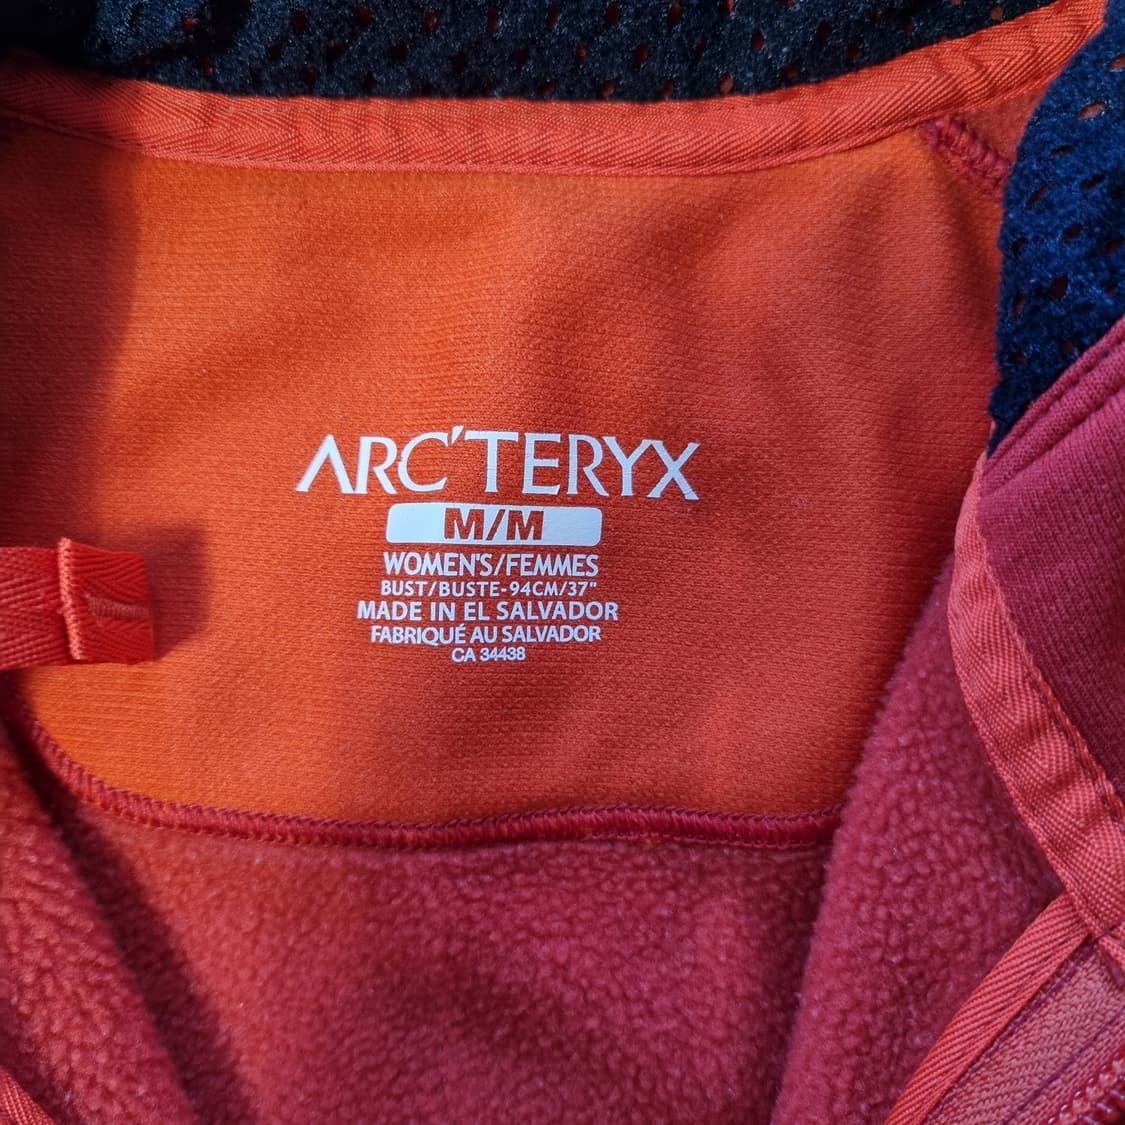 ARC'TERYX
M/M
WOMEN'S/FEMMES
BUST/BUSTE-94CM/37"
MADE IN EL SALVADOR
FABRIQUÉ AU SALVADOR
CA 34438